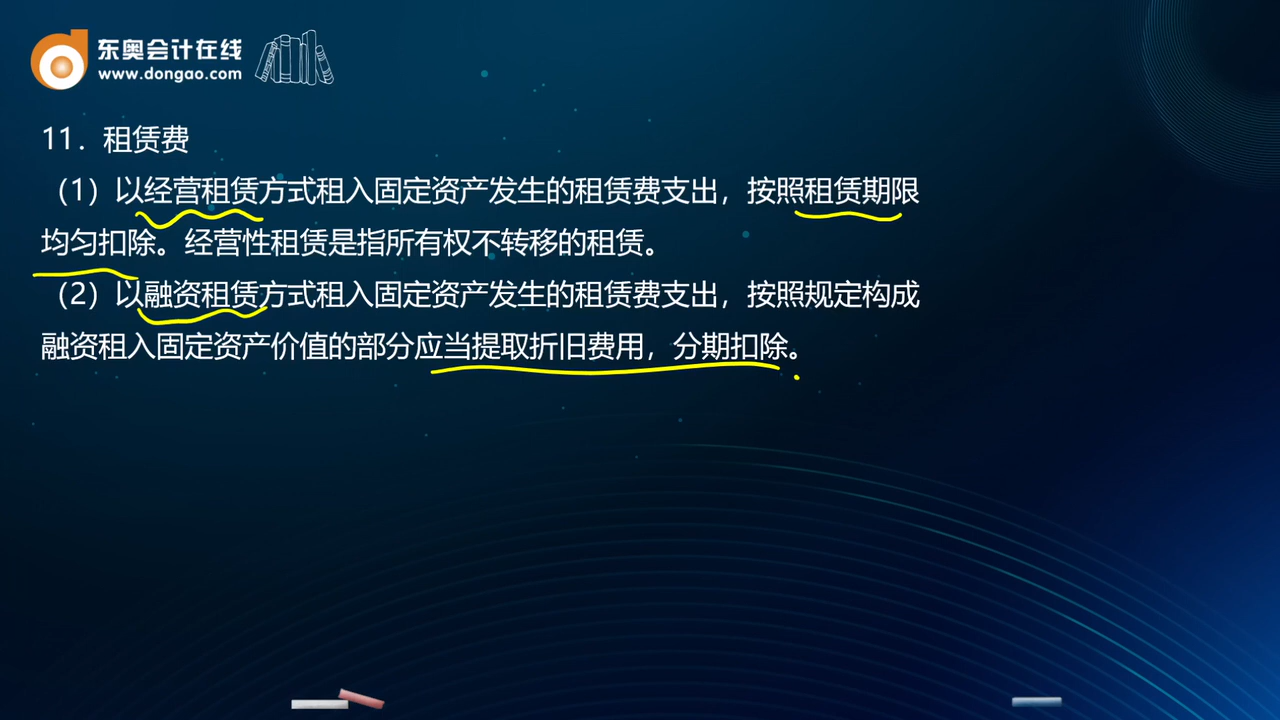 东奥会计在线
www.dongao.com
11．租赁费
（1）以经营租赁方式租入固定资产发生的租赁费支出，按照租赁期限
均匀扣除。经营性租赁是指所有权不转移的租赁。
（2）以融资租赁方式租入固定资产发生的租赁费支出，按照规定构成
融资租入固定资产价值的部分应当提取折旧费用，分期扣除。